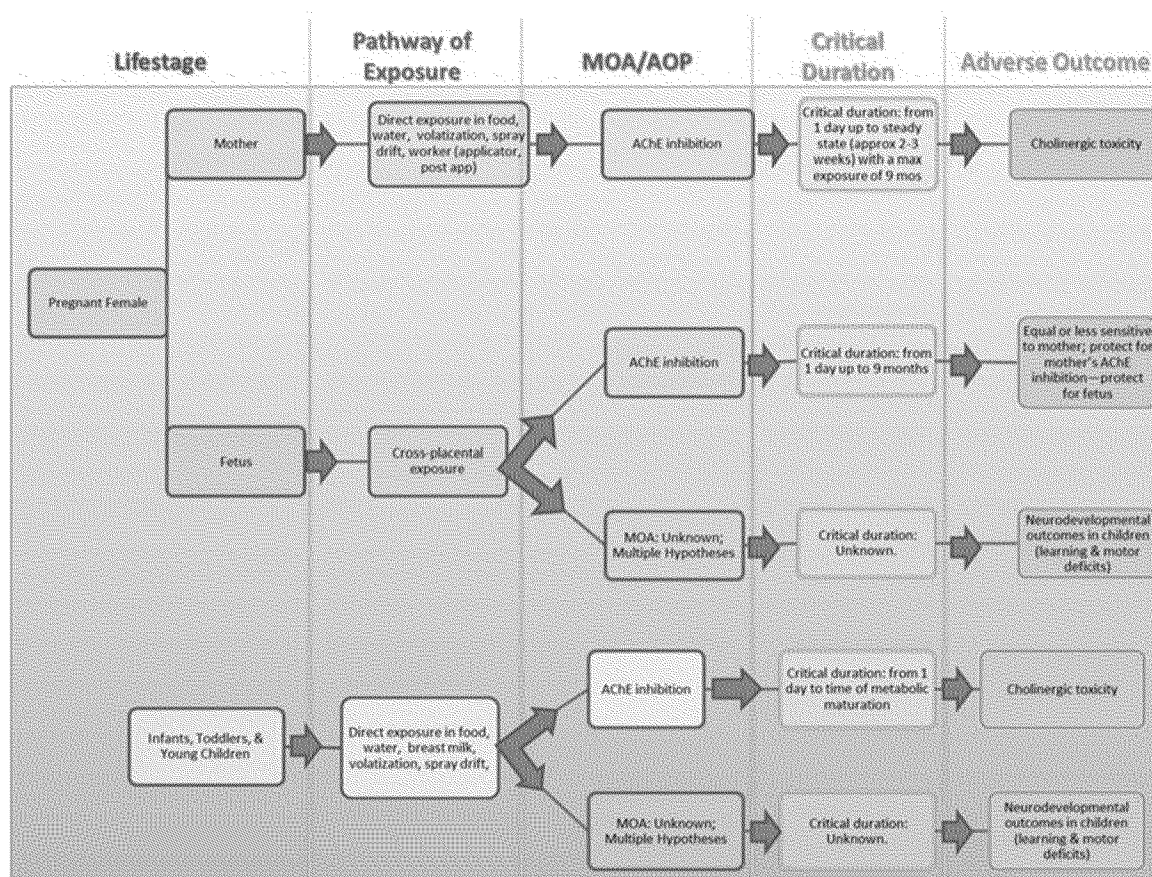 Lifestage
Pathway of
Exposure
MOA/AOP
Critical
Duration
Adverse Outcome
Mother
Direct exposure in food,
water, volatization, spray
drift, worker (applicator,
post app)
AChE inhibition
Critical duration: from
1 day up to steady
state (approx 2-3
weeks) with a max
exposure of 9 mos
Cholinergic toxicity
Pregnant Female
AChE inhibition
Critical duration: from
1 day up to 9 months
Equal or less sensitive
to mother; protect for
mother's AChE
inhibition—protect
for fetus
Fetus
Cross-placental
exposure
MOA: Unknown;
Multiple Hypotheses
Critical duration:
Unknown.
Neurodevelopmental
outcomes in children
(learning & motor
deficits)
Infants, Toddlers, &
Young Children
Direct exposure in food,
water, breast milk,
volatization, spray drift,
AChE inhibition
Critical duration: from 1
day to time of metabolic
maturation
Cholinergic toxicity
MOA: Unknown;
Multiple Hypotheses
Critical duration:
Unknown.
Neurodevelopmental
outcomes in children
(learning & motor
deficits)